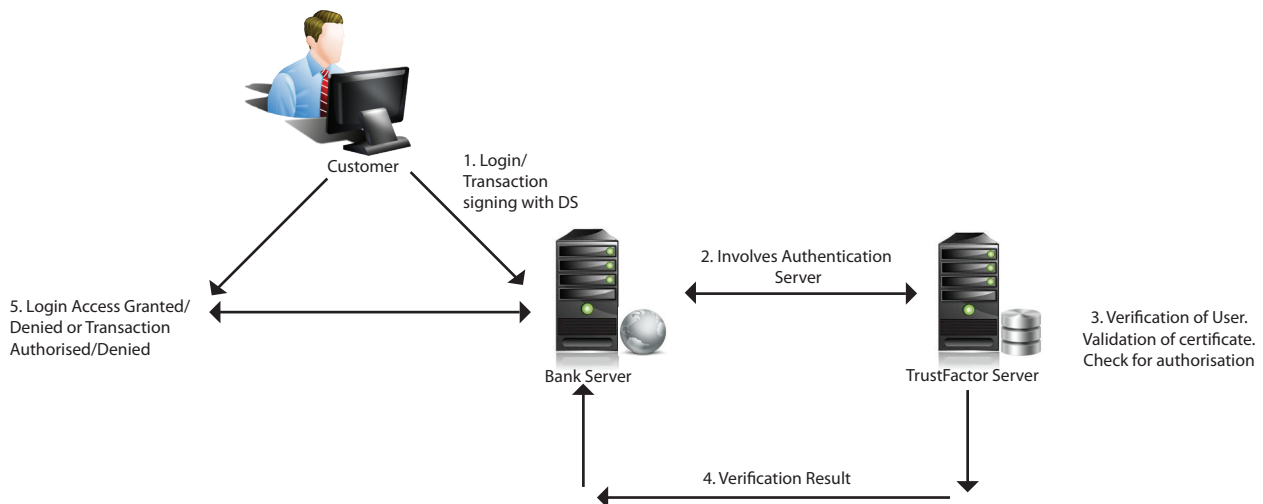 Customer
1. Login/
Transaction
signing with DS
2. Involves Authentication
Server
5. Login Access Granted/
Denied or Transaction
Authorised/Denied
3. Verification of User.
Validation of certificate.
Check for authorisation
Bank Server
TrustFactor Server
4. Verification Result